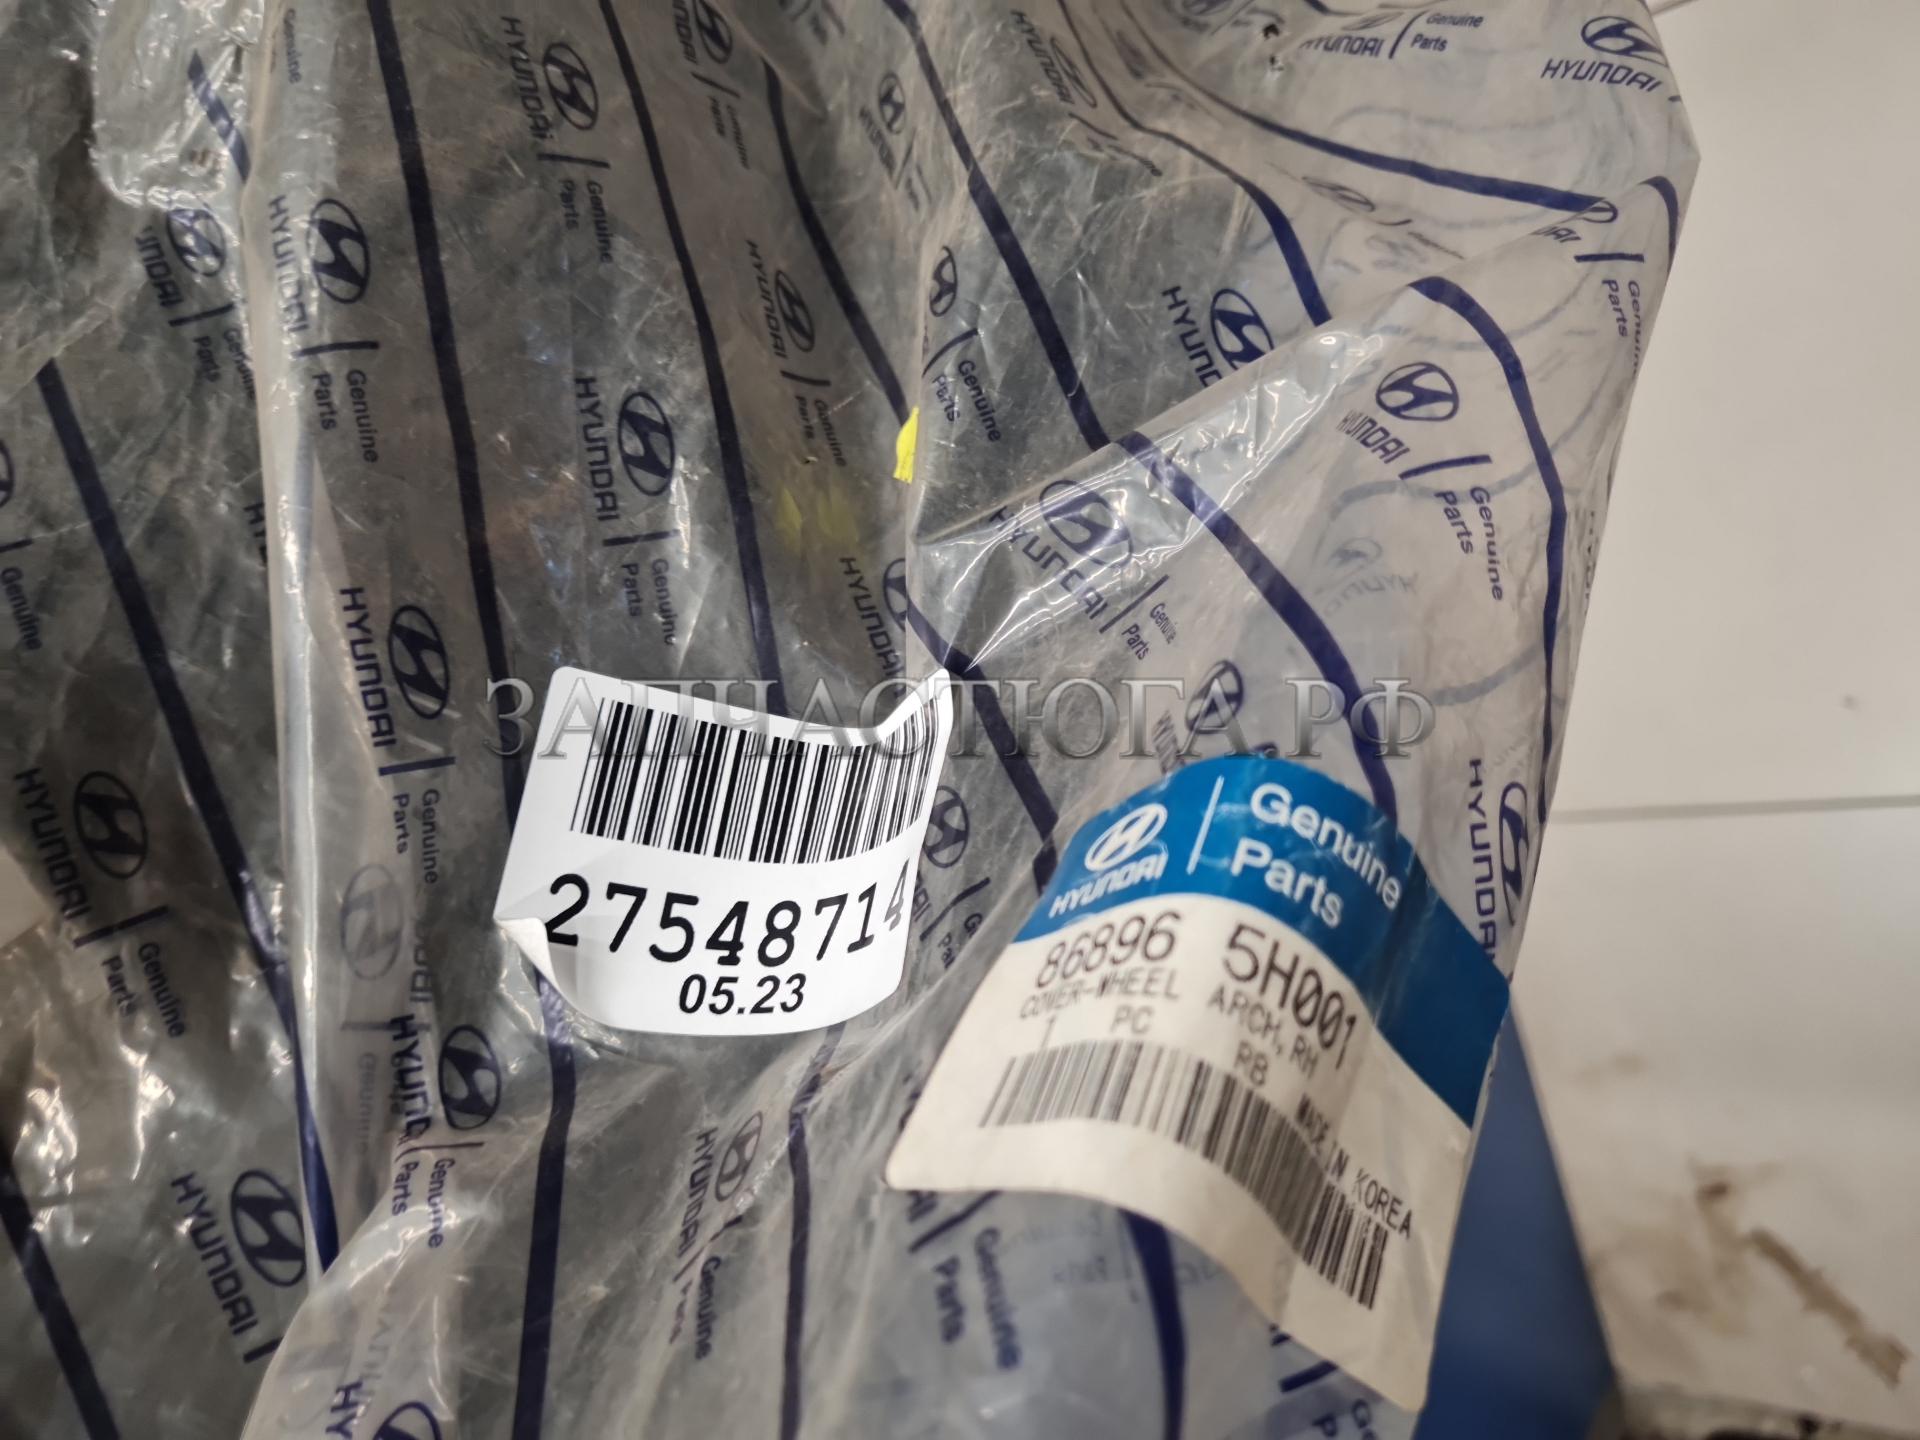 ЗАПЧАСТЮГА.РФ
27548714
05.23
HYUNDAI
Genuine
Parts
86896 5H001
COVER-WHEEL ARCH, RH
1 PC RB
MADE IN KOREA
HYUNDAI
Genuine
Parts